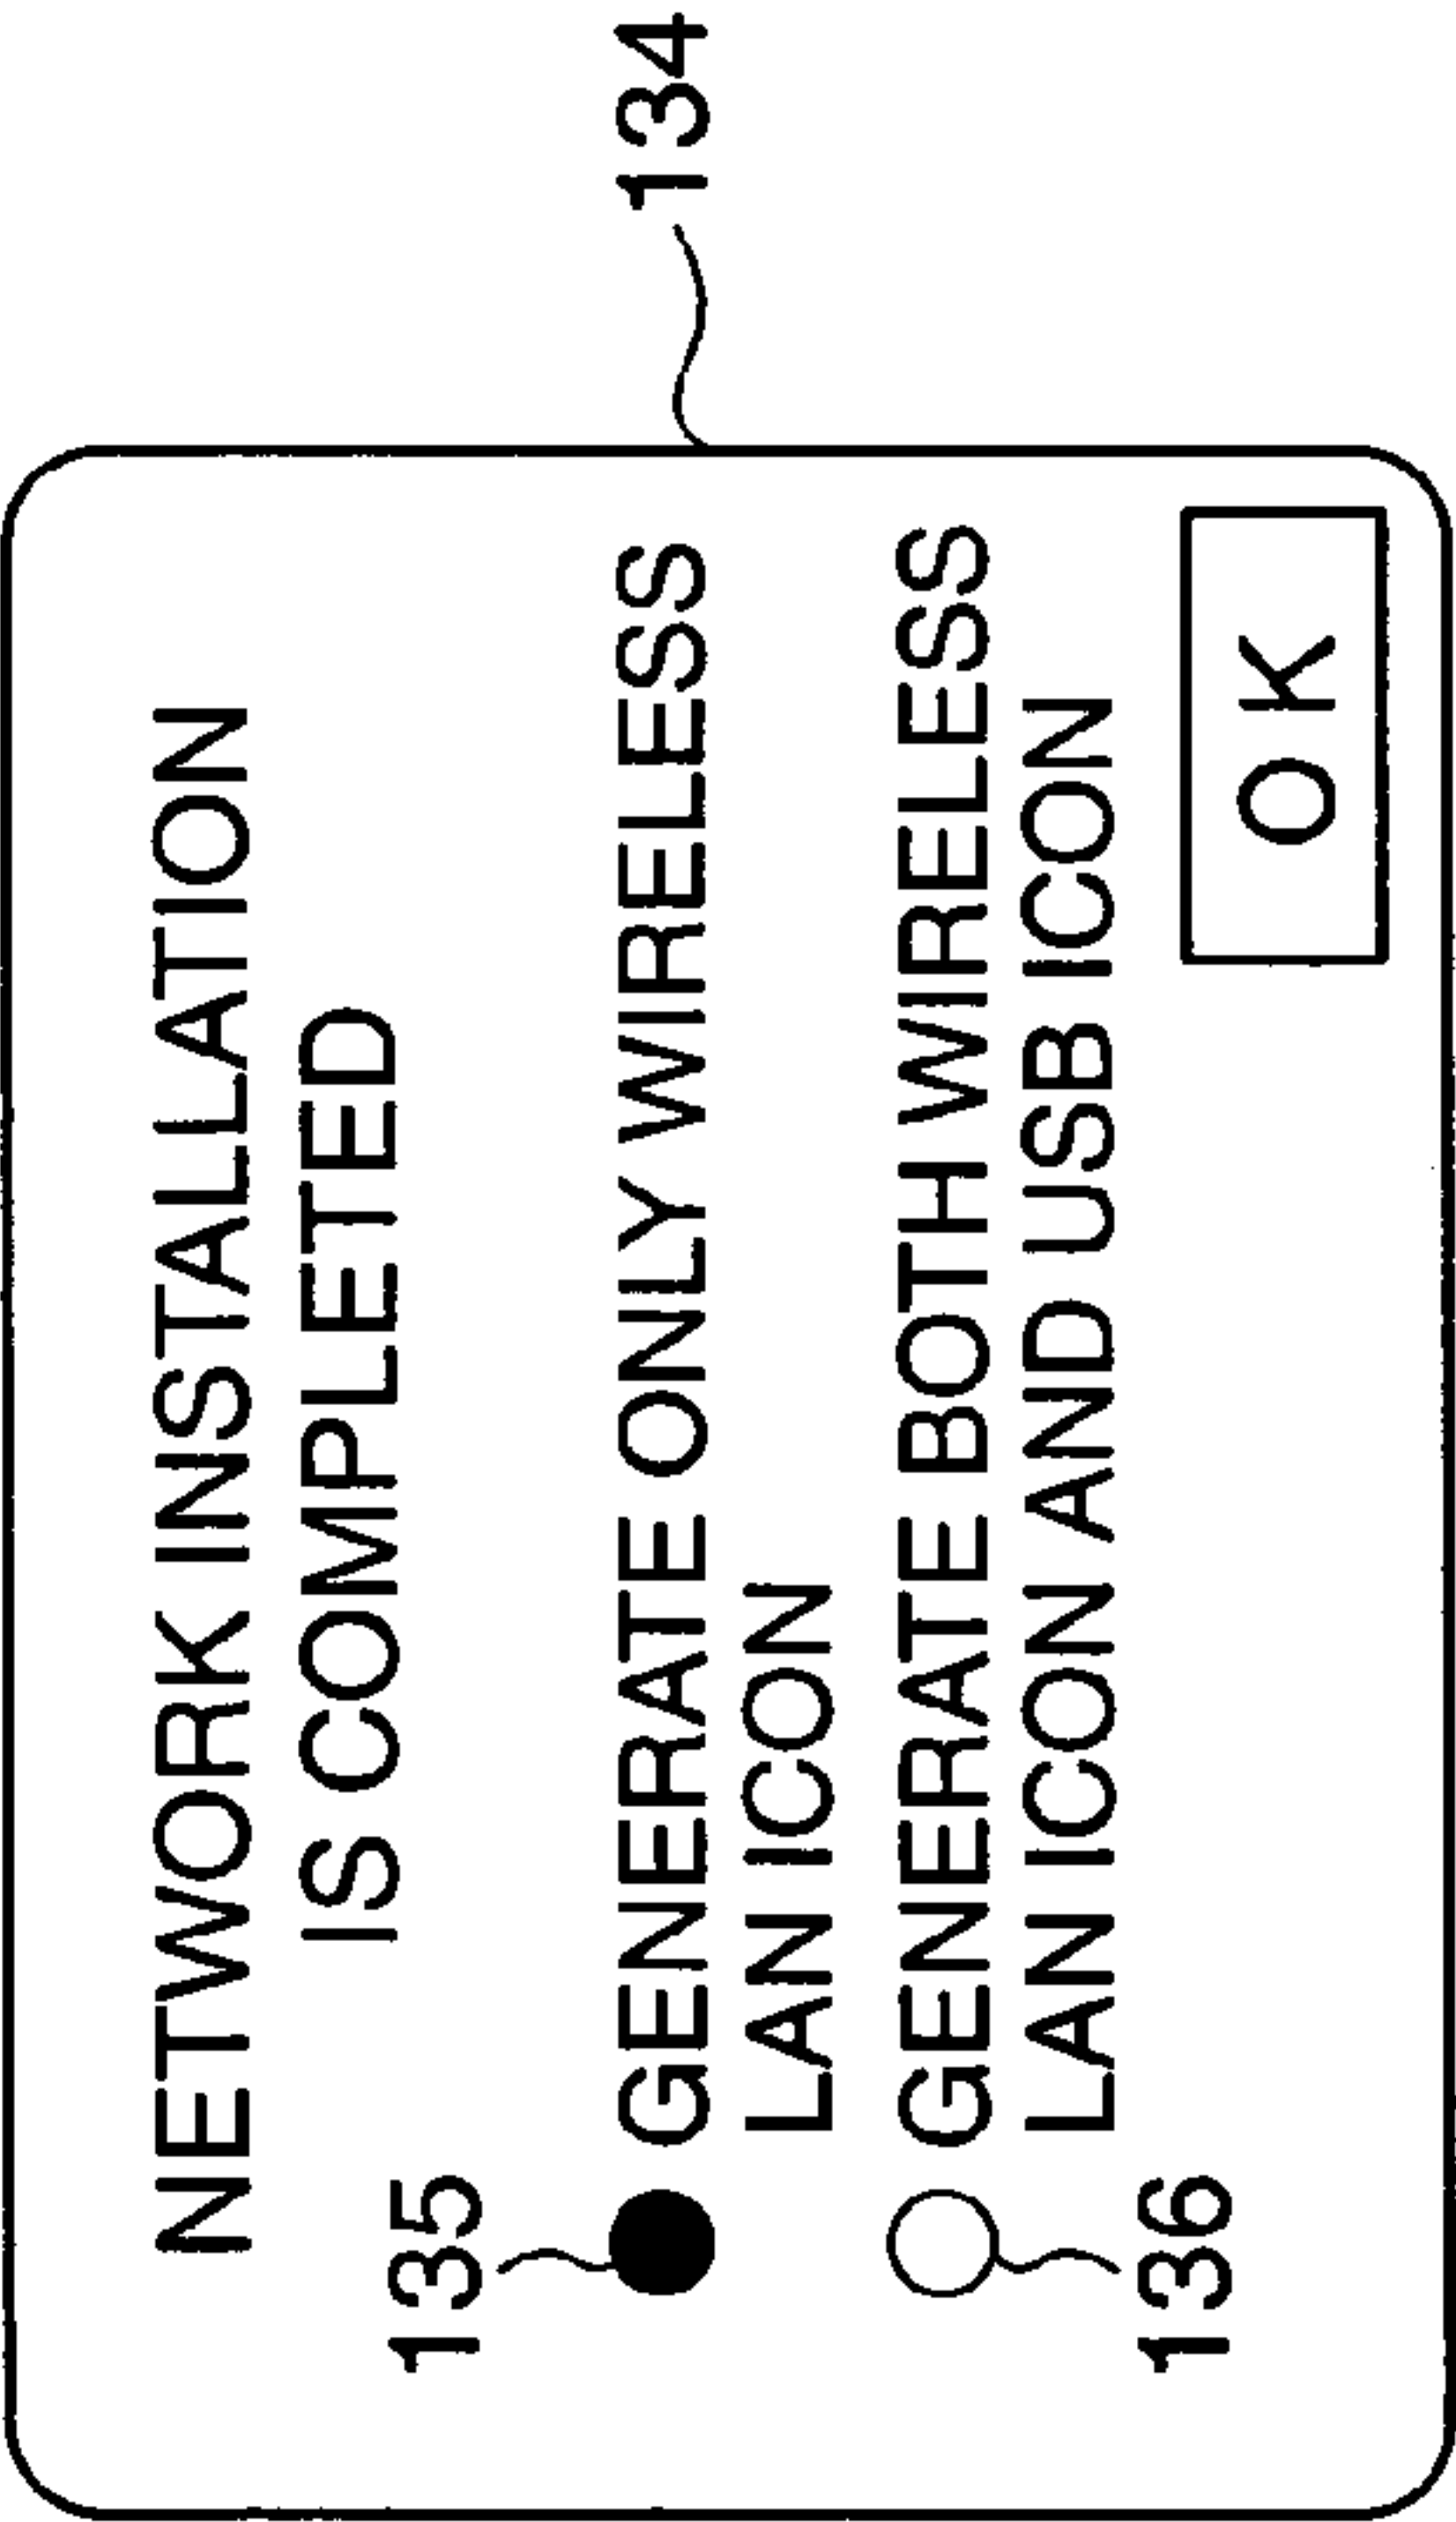 NETWORK INSTALLATION
IS COMPLETED
135
GENERATE ONLY WIRELESS
LAN ICON
134
GENERATE BOTH WIRELESS
LAN ICON AND USB ICON
136
OK